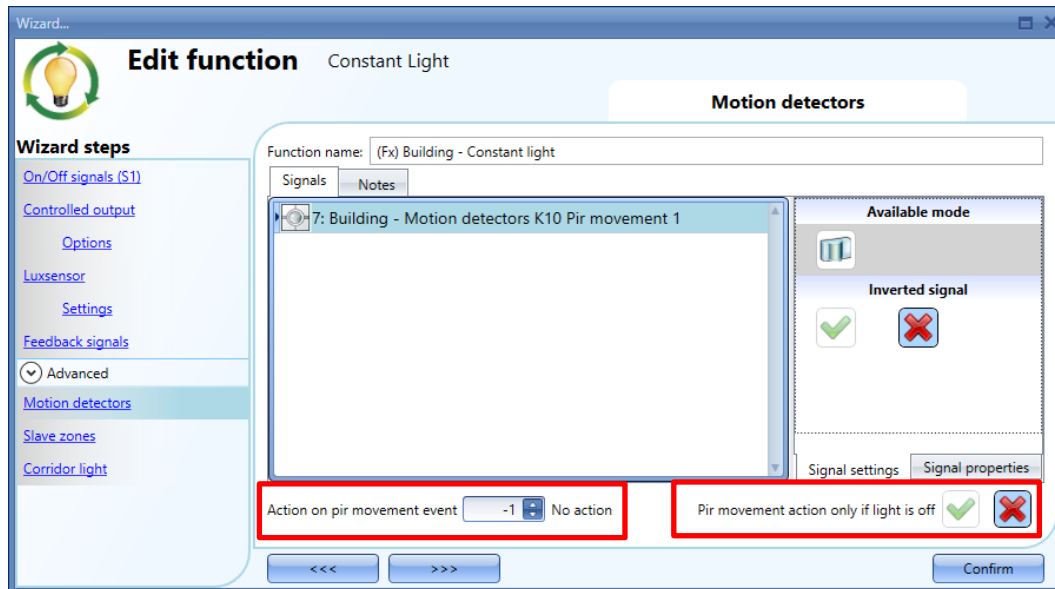 Wizard...
Edit function Constant Light
Motion detectors
Wizard steps
On/Off signals (S1)
Controlled output
Options
Luxsensor
Settings
Feedback signals
Advanced
Motion detectors
Slave zones
Corridor light
Function name: (Fx) Building - Constant light
Signals Notes
7: Building - Motion detectors K10 Pir movement 1
Available mode
Inverted signal
Signal settings Signal properties
Action on pir movement event -1 No action
Pir movement action only if light is off
<<< >>> Confirm